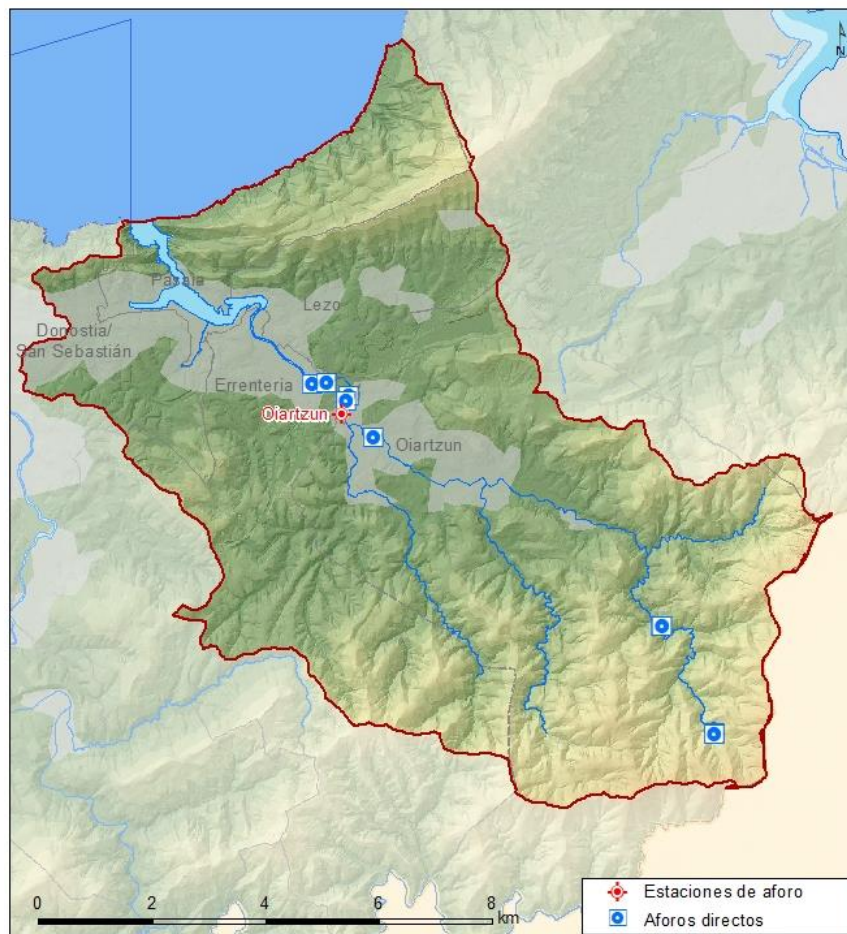 N
Pasaia
Lezo
Donostia/
San Sebastián
Errenteria
Oiartzun
Oiartzun
0 2 4 6 8
km
Estaciones de aforo
Aforos directos